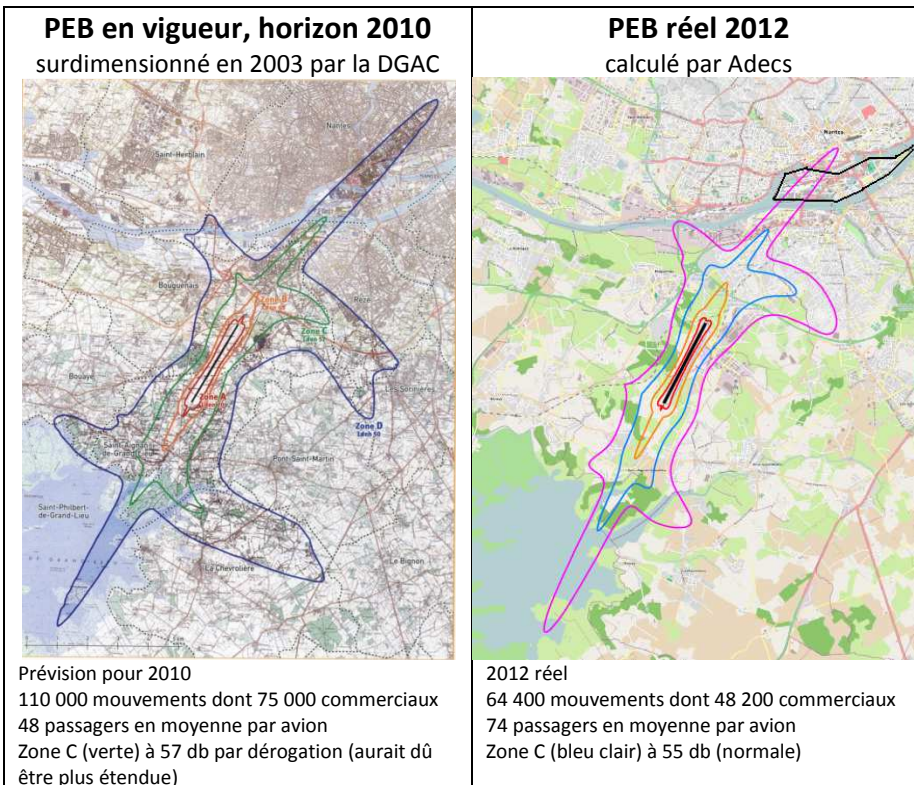 PEB en vigueur, horizon 2010
surdimensionné en 2003 par la DGAC
Nantes
Saint-Herblain
Bouguenais
Rezé
Zone B
Zone C
Bouaye
Les Sorinières
Zone A
Zone D
Lden 50
Saint-Aignan-
de-Grandlieu
Pont-Saint-Martin
Saint-Philbert-
de-Grand-Lieu
La Chevrolière
Le Bignon
Prévision pour 2010
110 000 mouvements dont 75 000 commerciaux
48 passagers en moyenne par avion
Zone C (verte) à 57 db par dérogation (aurait dû
être plus étendue)
PEB réel 2012
calculé par Adecs
Nantes
2012 réel
64 400 mouvements dont 48 200 commerciaux
74 passagers en moyenne par avion
Zone C (bleu clair) à 55 db (normale)